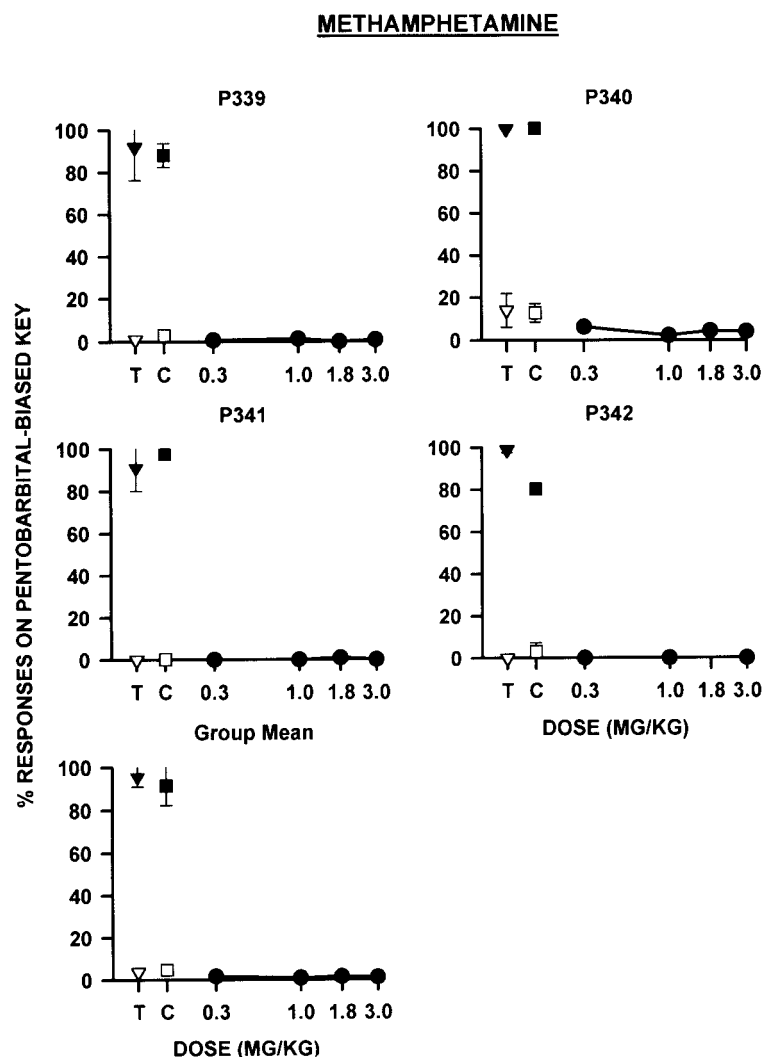 METHAMPHETAMINE
P339
P340
100
80
60
40
20
0
T C 0.3 1.0 1.8 3.0
100
80
60
40
20
0
T C 0.3 1.0 1.8 3.0
% RESPONSES ON PENTOBARBITAL-BIASED KEY
P341
P342
100
80
60
40
20
0
T C 0.3 1.0 1.8 3.0
100
80
60
40
20
0
T C 0.3 1.0 1.8 3.0
DOSE (MG/KG)
Group Mean
100
80
60
40
20
0
T C 0.3 1.0 1.8 3.0
DOSE (MG/KG)